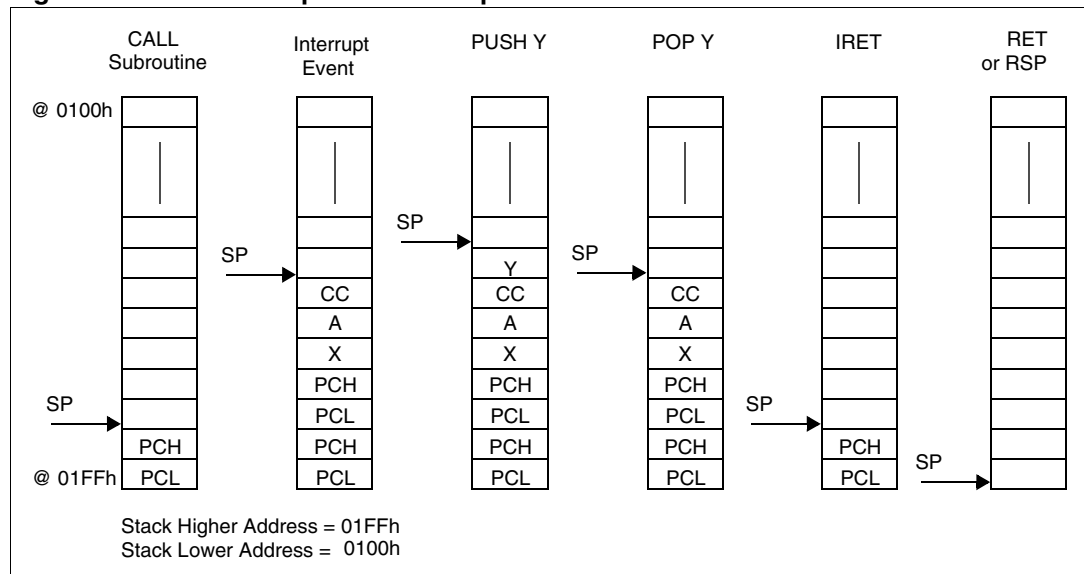 CALL
Subroutine
Interrupt
Event
PUSH Y
POP Y
IRET
RET
or RSP
@ 0100h
SP
PCH
@ 01FFh PCL
SP
CC
A
X
PCH
PCL
PCH
PCL
SP
Y
CC
A
X
PCH
PCL
PCH
PCL
SP
CC
A
X
PCH
PCL
PCH
PCL
SP
PCH
PCL
SP
Stack Higher Address = 01FFh
Stack Lower Address = 0100h